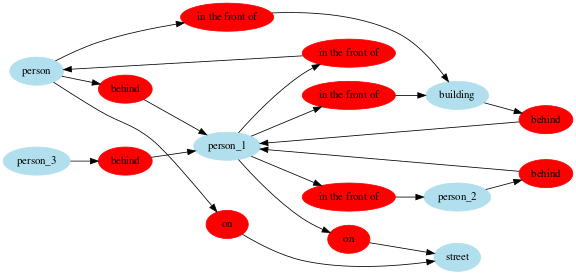 in the front of
in the front of
person
behind
in the front of
building
behind
person_1
person_3
behind
behind
in the front of
person_2
on
on
street